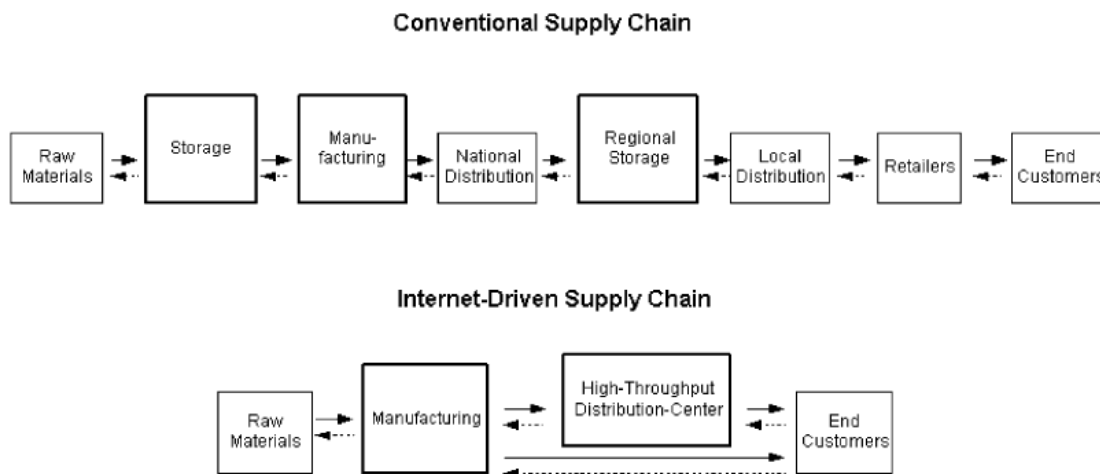 Conventional Supply Chain
Raw
Materials
Storage
Manu-
facturing
National
Distribution
Regional
Storage
Local
Distribution
Retailers
End
Customers
Internet-Driven Supply Chain
Raw
Materials
Manufacturing
High-Throughput
Distribution-Center
End
Customers